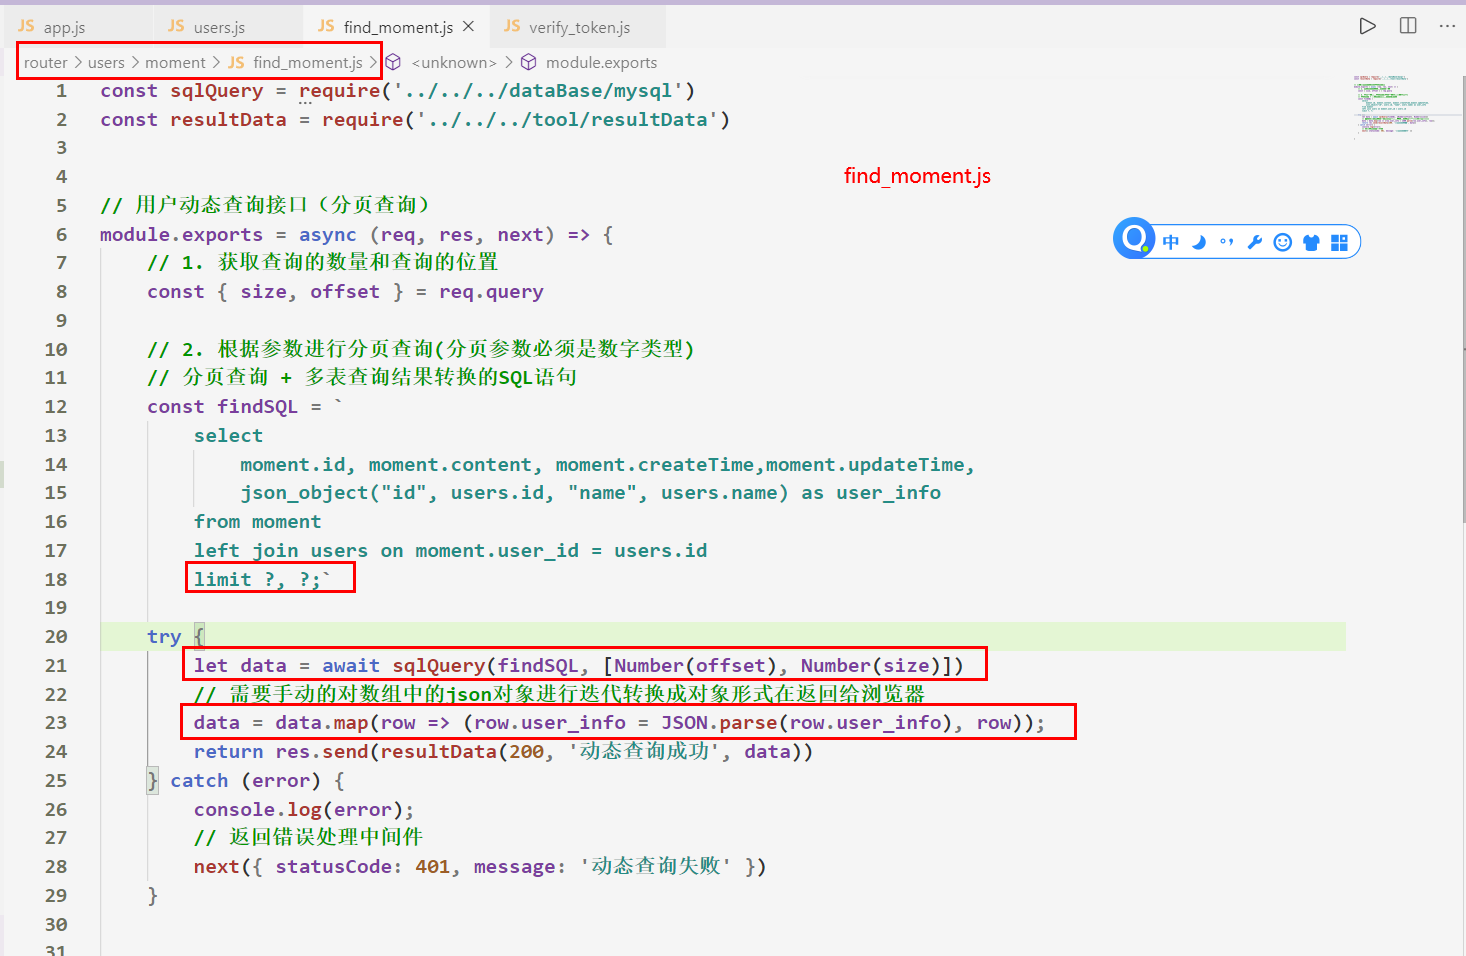 JS app.js JS users.js JS find_moment.js JS verify_token.js
router > users > moment > JS find_moment.js > <unknown> > module.exports
1 const sqlQuery = require('../../../dataBase/mysql')
2 const resultData = require('../../../tool/resultData')
3
4
find_moment.js
5 // 用户动态查询接口（分页查询）
6 module.exports = async (req, res, next) => {
中
7 // 1. 获取查询的数量和查询的位置
8 const { size, offset } = req.query
9
10 // 2. 根据参数进行分页查询(分页参数必须是数字类型)
11 // 分页查询 + 多表查询结果转换的SQL语句
12 const findSQL = `
13 select
14 moment.id, moment.content, moment.createTime,moment.updateTime,
15 json_object("id", users.id, "name", users.name) as user_info
16 from moment
17 left join users on moment.user_id = users.id
18 limit ?, ?;`
19
20 try {
21 let data = await sqlQuery(findSQL, [Number(offset), Number(size)])
22 // 需要手动的对数组中的json对象进行迭代转换成对象形式在返回给浏览器
23 data = data.map(row => (row.user_info = JSON.parse(row.user_info), row));
24 return res.send(resultData(200, '动态查询成功', data))
25 } catch (error) {
26 console.log(error);
27 // 返回错误处理中间件
28 next({ statusCode: 401, message: '动态查询失败' })
29 }
30
31